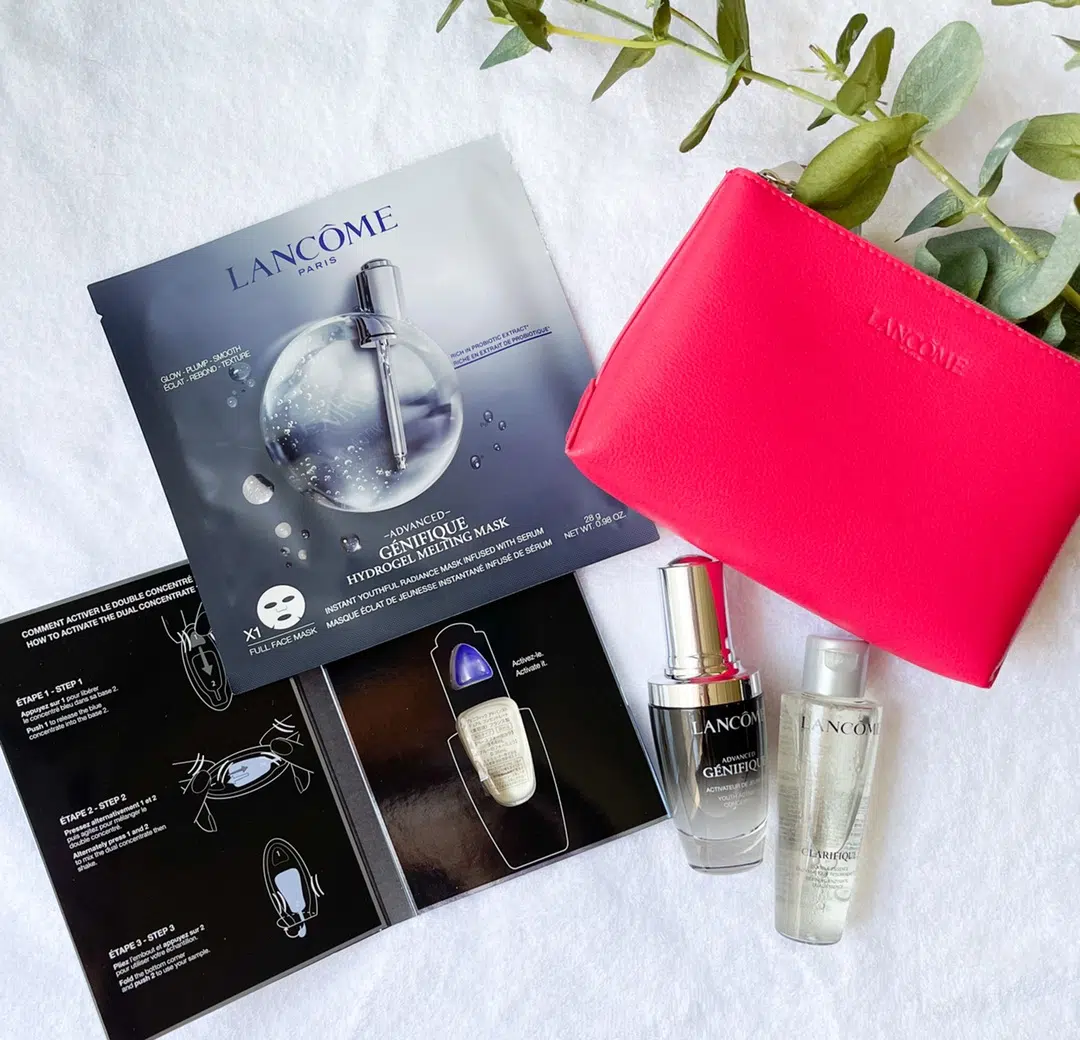 LANCÔME
PARIS
GLOW - PLUMP - SMOOTH
ÉCLAT - REBOND - TEXTURE
RICH IN PROBIOTIC EXTRACT*
RICHE EN EXTRAIT DE PROBIOTIQUE*
-ADVANCED-
GÉNIFIQUE
HYDROGEL MELTING MASK
INSTANT YOUTHFUL RADIANCE MASK INFUSED WITH SERUM
MASQUE ÉCLAT DE JEUNESSE INSTANTANÉ INFUSÉ DE SÉRUM
28 g
NET WT. 0.98 OZ.
X1
FULL FACE MASK
LANCÔME
COMMENT ACTIVER LE DOUBLE CONCENTRÉ
HOW TO ACTIVATE THE DUAL CONCENTRATE
2
ÉTAPE 1 - STEP 1
Appuyez sur 1 pour libérer
le concentré bleu dans sa base 2.
Push 1 to release the blue
concentrate into the base 2.
ÉTAPE 2 - STEP 2
Pressez alternativement 1 et 2
puis agitez pour mélanger le
double concentré.
Alternately press 1 and 2
to mix the dual concentrate then
shake.
ÉTAPE 3 - STEP 3
Pliez l'embout et appuyez sur 2
pour utiliser votre échantillon.
Fold the bottom corner
and push 2 to use your sample.
1
Activez-le.
Activate it.
LANCÔM
ADVANCED
GÉNIFIQU
ACTIVATEUR DE
LANCÔME
CLARIFIQUE